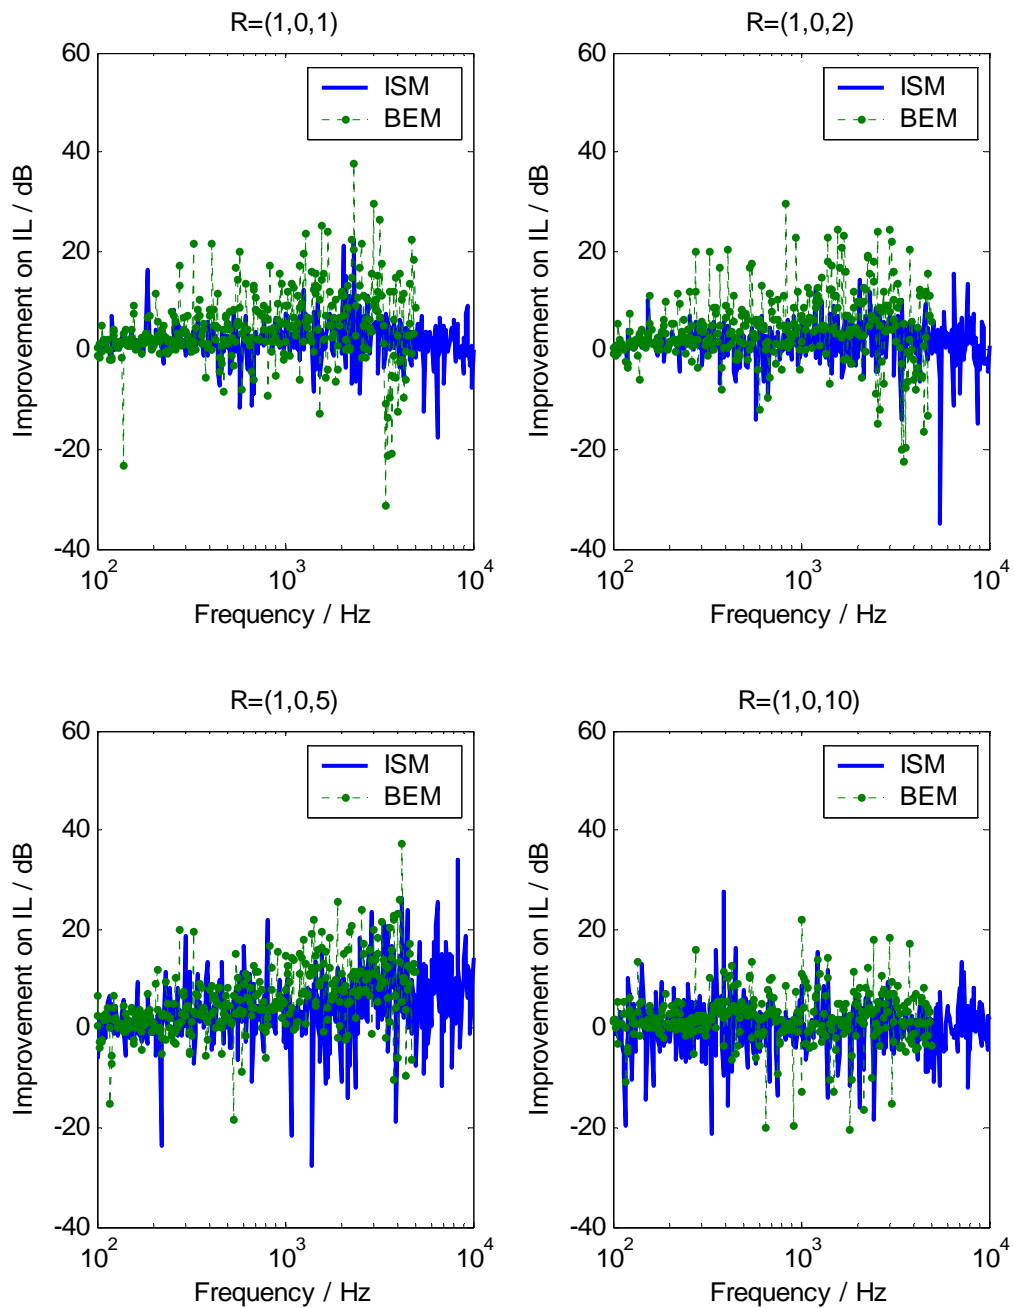 R=(1,0,1)
Improvement on IL / dB
60
40
20
0
-20
-40
ISM
BEM
10^2
10^3
10^4
Frequency / Hz
R=(1,0,2)
Improvement on IL / dB
60
40
20
0
-20
-40
ISM
BEM
10^2
10^3
10^4
Frequency / Hz
R=(1,0,5)
Improvement on IL / dB
60
40
20
0
-20
-40
ISM
BEM
10^2
10^3
10^4
Frequency / Hz
R=(1,0,10)
Improvement on IL / dB
60
40
20
0
-20
-40
ISM
BEM
10^2
10^3
10^4
Frequency / Hz